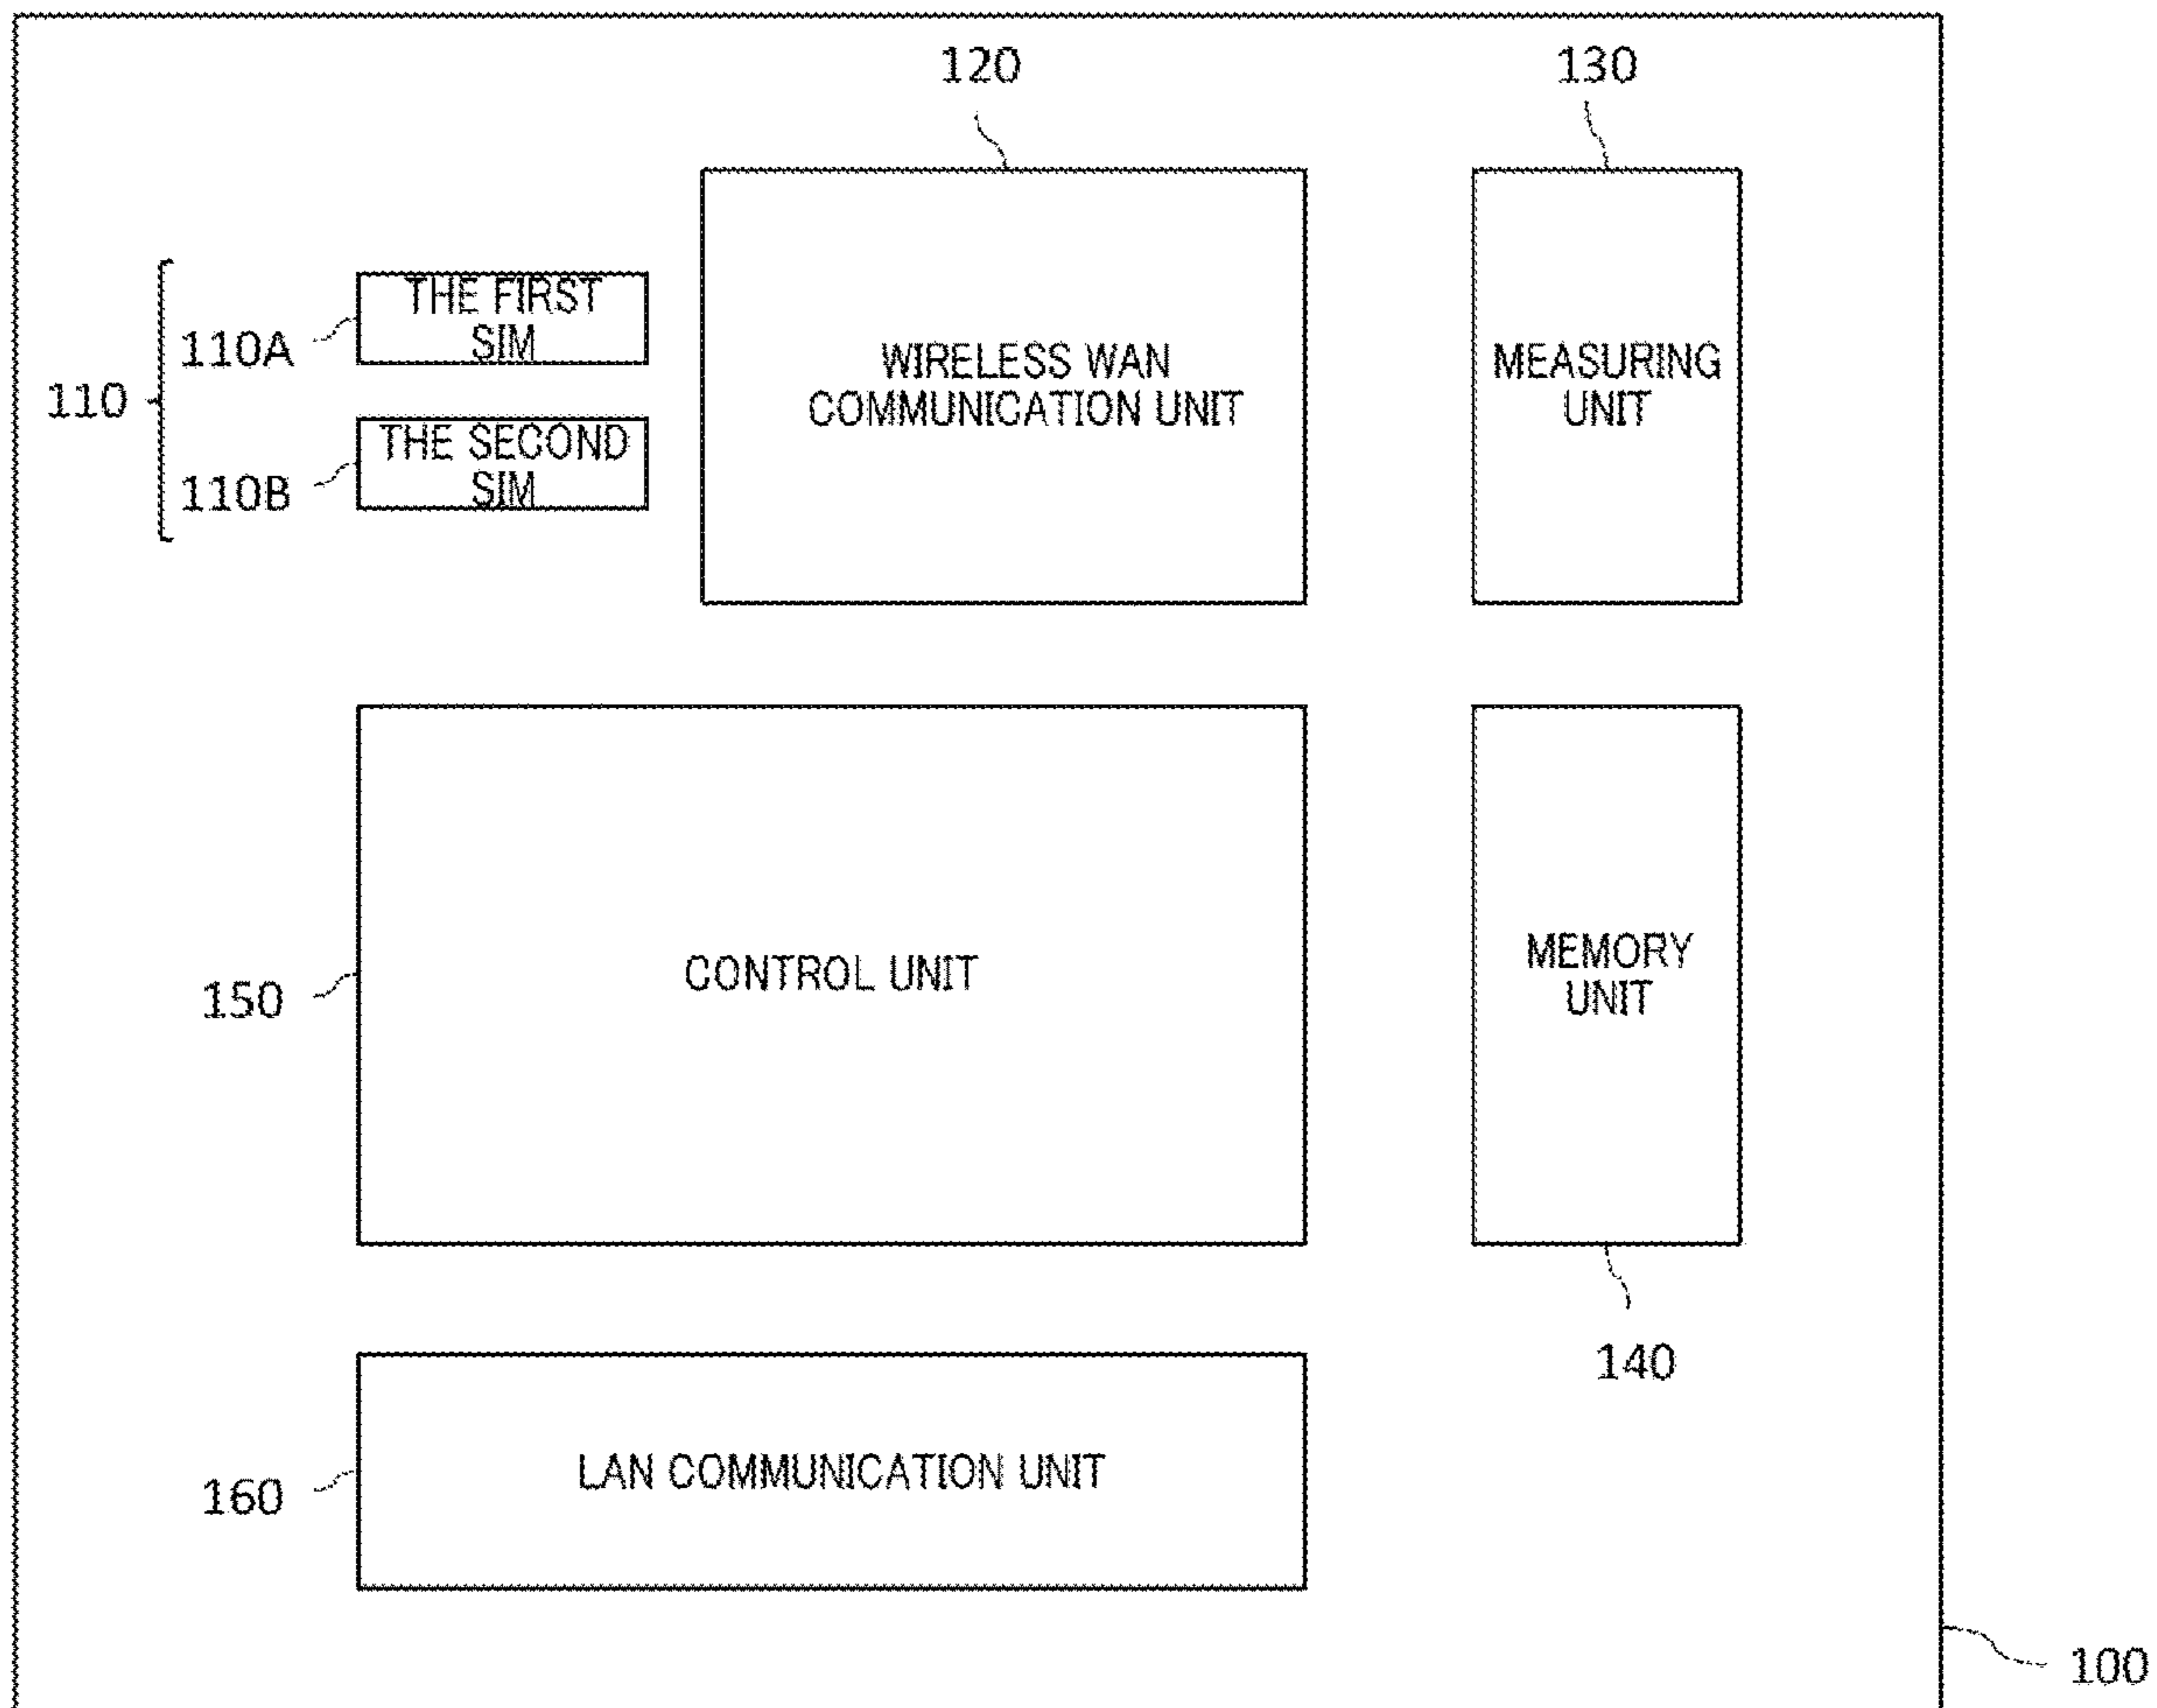 120
130
THE FIRST
SIM
110A
110
THE SECOND
SIM
110B
WIRELESS WAN
COMMUNICATION UNIT
MEASURING
UNIT
CONTROL UNIT
150
MEMORY
UNIT
140
LAN COMMUNICATION UNIT
160
100